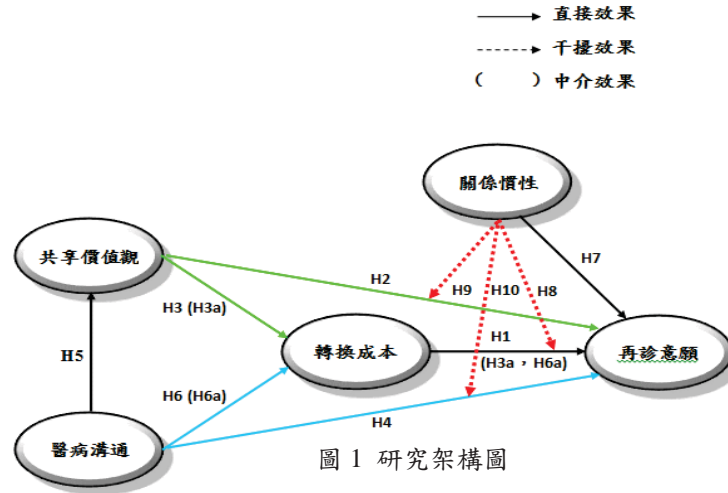 直接效果
干擾效果
( ) 中介效果
關係慣性
共享價值觀
H2
H7
H9
H10
H8
H3 (H3a)
H1
H5
轉換成本
(H3a，H6a)
再診意願
H6 (H6a)
H4
醫病溝通
圖 1 研究架構圖